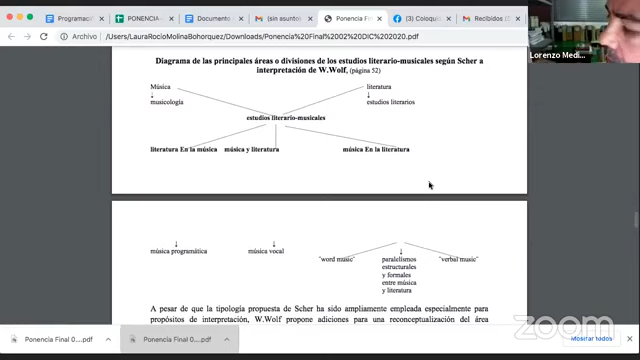 Programación
PONENCIA
Documento
(sin asunto)
Ponencia Final
(3) Coloqui
Recibidos
Archivo
/Users/LauraRocioMolinaBohorquez/Downloads/Ponencia%20Final%2002%20DIC%202020.pdf
Lorenzo Medi...
Diagrama de las principales áreas o divisiones de los estudios literario-musicales según Scher a
interpretación de W.Wolf, (página 52)
Música literatura
↓ ↓
musicología estudios literarios
estudios literario-musicales
literatura En la música música y literatura música En la literatura
↓ ↓
música programática música vocal "word music" paralelismos "verbal music"
estructurales
y formales
entre música
y literatura
A pesar de que la tipología propuesta de Scher ha sido ampliamente empleada especialmente para
propósitos de interpretación, W.Wolf propone adiciones para una reconceptualización del área
Ponencia Final 0....pdf Ponencia Final 0....pdf Mostrar todos
zoom